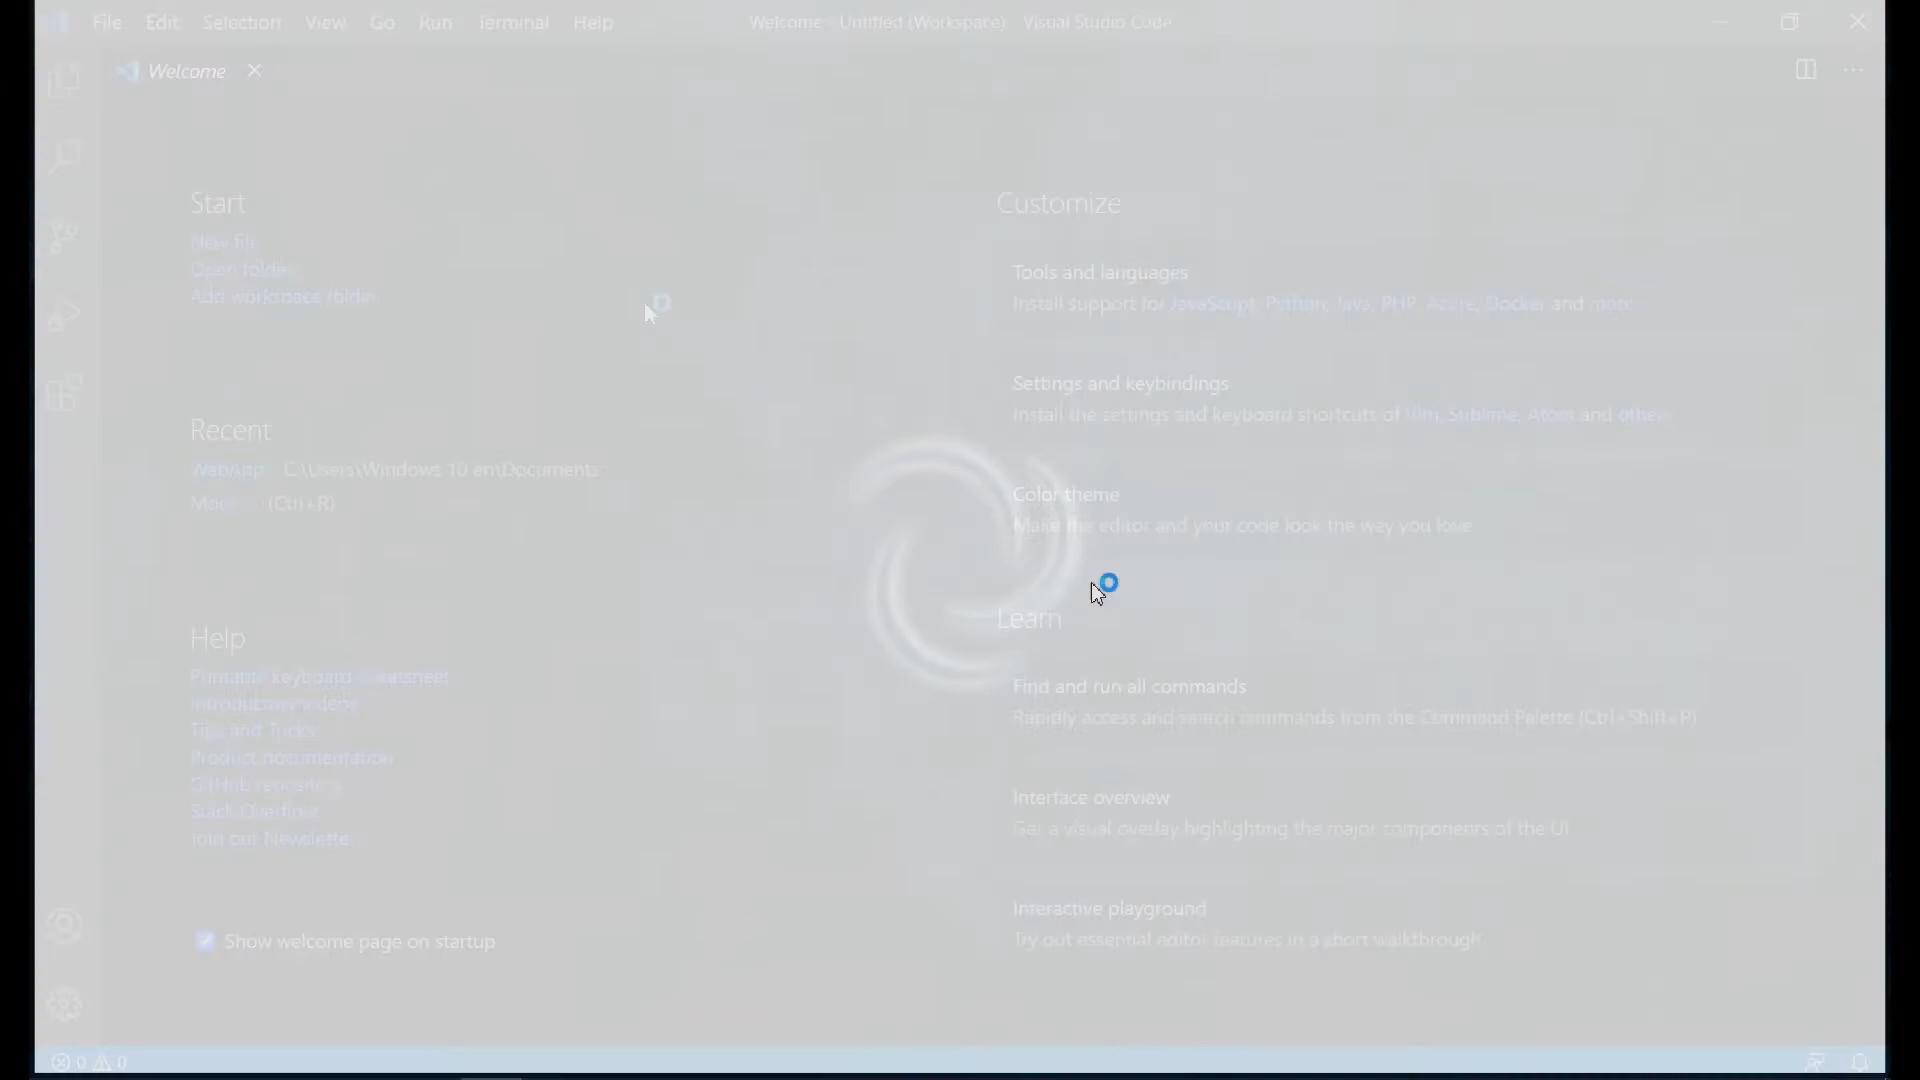 File Edit Selection View Go Run Terminal Help
Welcome - Untitled (Workspace) Visual Studio Code
Welcome
Start
New file
Open folder
Add workspace folder
Recent
WebApp C:\Users\Windows 10 en\Documents
(Ctrl+R)
Help
Printable keyboard cheatsheet
Introductory videos
Tips and Tricks
Product documentation
GitHub repository
Stack Overflow
Join our Newsletter
Show welcome page on startup
Customize
Tools and languages
Install support for JavaScript, Python, Java, PHP, Azure, Docker and more
Settings and keybindings
Install the settings and keyboard shortcuts of Vim, Sublime, Atom and others
Color theme
Make the editor and your code look the way you love
Learn
Find and run all commands
Rapidly access and search commands from the Command Palette (Ctrl+Shift+P)
Interface overview
Get a visual overlay highlighting the major components of the UI
Interactive playground
Try out essential editor features in a short walkthrough
0 0